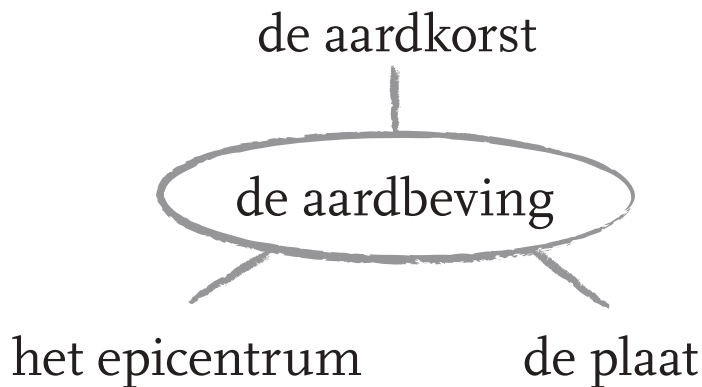 de aardkorst
de aardbeving
het epicentrum
de plaat